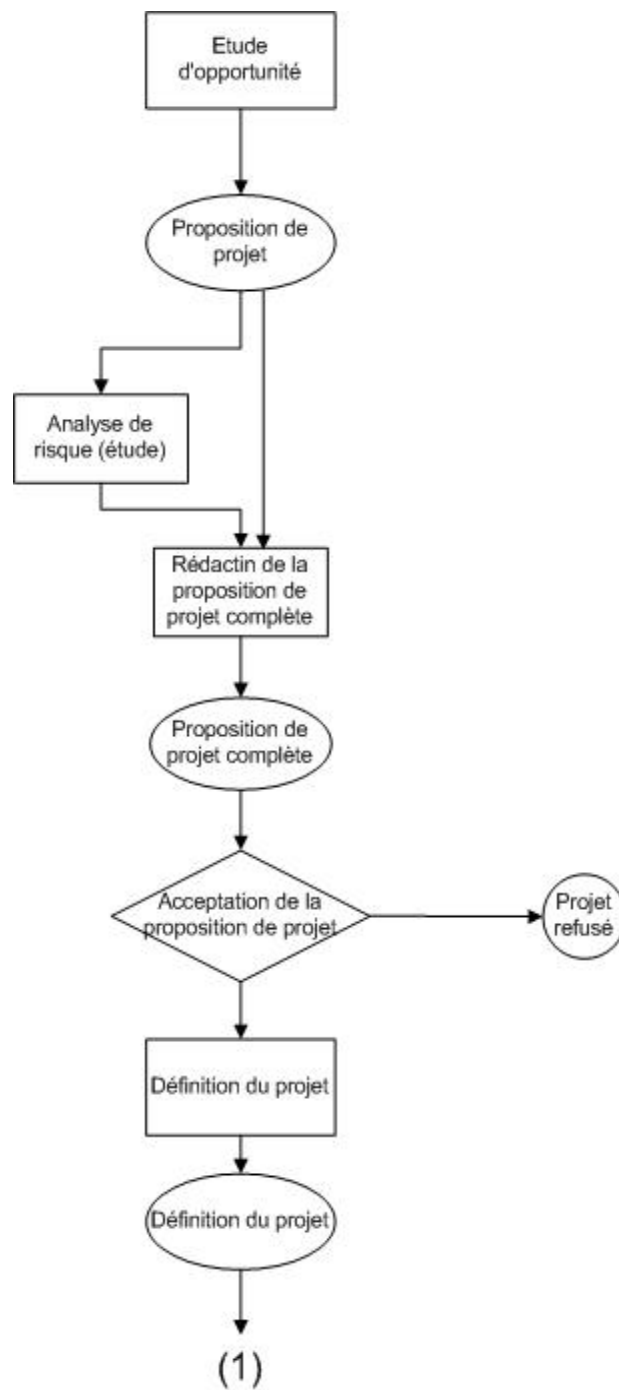 Etude
d'opportunité
Proposition de
projet
Analyse de
risque (étude)
Rédactin de la
proposition de
projet complète
Proposition de
projet complète
Acceptation de la
proposition de projet
Projet
refusé
Définition du projet
Définition du projet
(1)